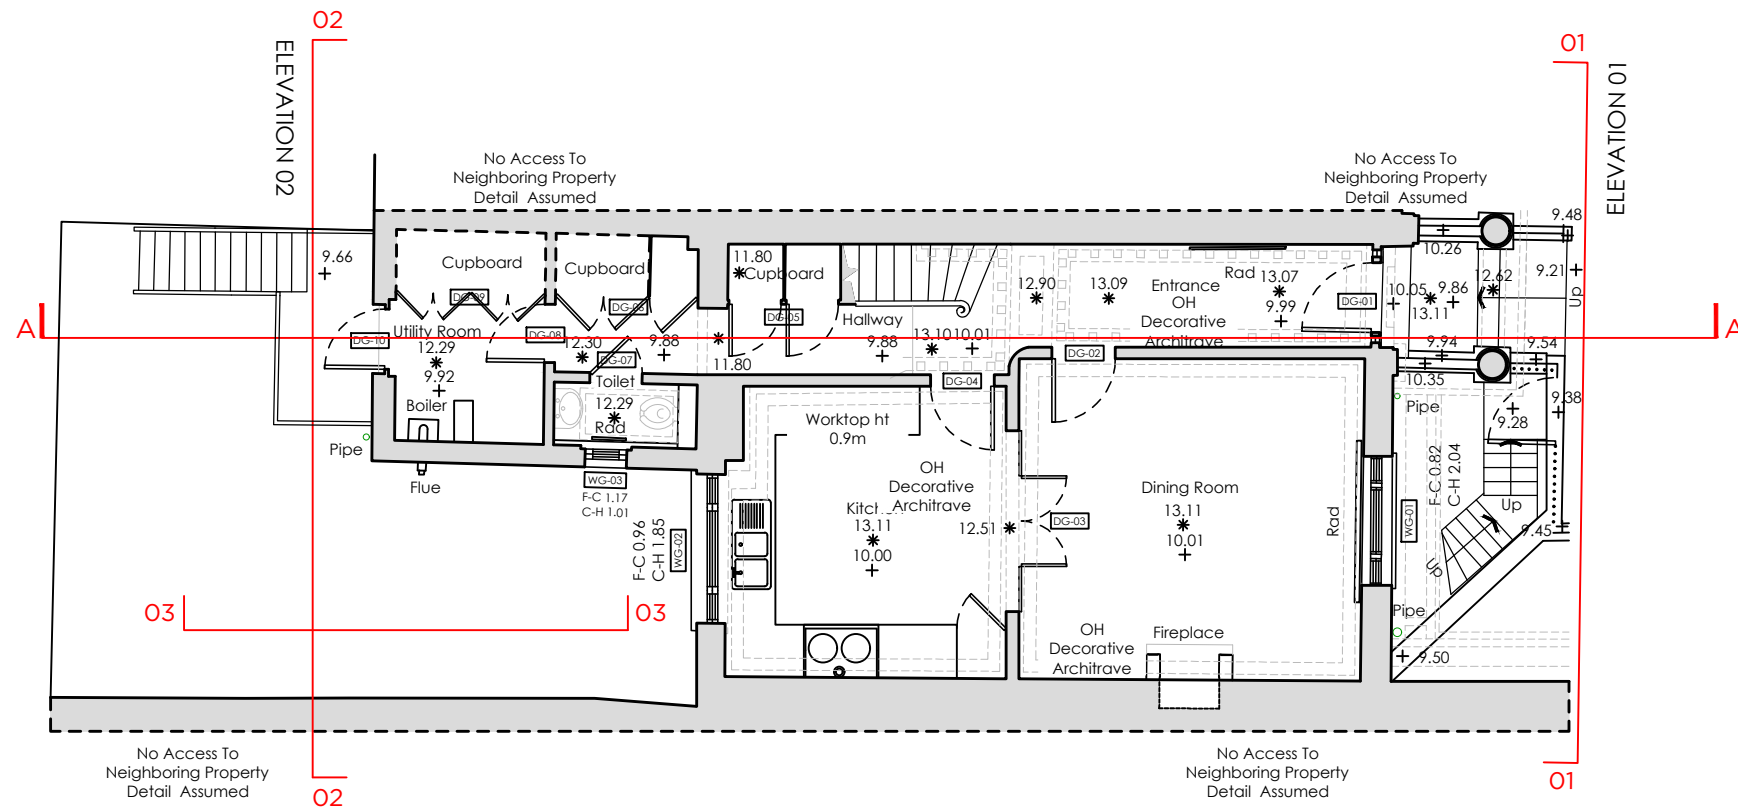 02
01
ELEVATION 02
ELEVATION 01
No Access To
Neighboring Property
Detail Assumed
No Access To
Neighboring Property
Detail Assumed
9.48
10.26
9.66
Cupboard
Cupboard
11.80
Cupboard
Rad
13.07
12.62
9.21
Up
12.90
13.09
Entrance
OH
Decorative
Architrave
9.99
DG-01
10.05
9.86
13.11
DG-09
DG-05
Hallway
A
A
DG-10
Utility Room
12.29
9.92
DG-08
12.30
DG-07
9.88
11.80
9.88
13.10
10.01
DG-02
9.94
9.54
10.35
DG-04
Toilet
12.29
Rad
Boiler
Worktop ht
0.9m
Pipe
9.38
9.28
Pipe
Flue
WG-03
F-C 1.17
C-H 1.01
OH
Decorative
Architrave
Dining Room
13.11
10.01
F-C 0.82
C-H 2.04
Up
13.11
10.00
12.51
DG-03
Rad
WG-01
9.45
F-C 0.96
C-H 1.85
WG-02
Up
03
03
OH
Decorative
Architrave
Fireplace
Pipe
9.50
No Access To
Neighboring Property
Detail Assumed
No Access To
Neighboring Property
Detail Assumed
02
01